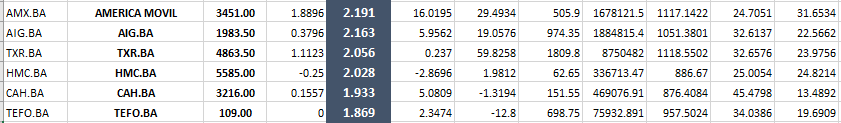 AMX.BA AMERICA MOVIL 3451.00 1.8896 2.191 16.0195 29.4934 505.9 1678121.5 1117.1422 24.7051 31.6534
AIG.BA AIG.BA 1983.50 0.3796 2.163 5.9562 19.0576 974.35 1884815.4 1051.3801 32.6137 22.5662
TXR.BA TXR.BA 4863.50 1.1123 2.056 0.237 59.8258 1809.8 8750482 1118.5502 32.6576 23.9756
HMC.BA HMC.BA 5585.00 -0.25 2.028 -2.8696 1.9812 62.65 336713.47 886.67 25.0054 24.8214
CAH.BA CAH.BA 3216.00 0.1557 1.933 5.0809 -1.3194 151.55 469076.91 876.4084 45.4798 13.4892
TEFO.BA TEFO.BA 109.00 0 1.869 2.3474 -12.8 698.75 75932.891 957.5024 34.0386 19.6909